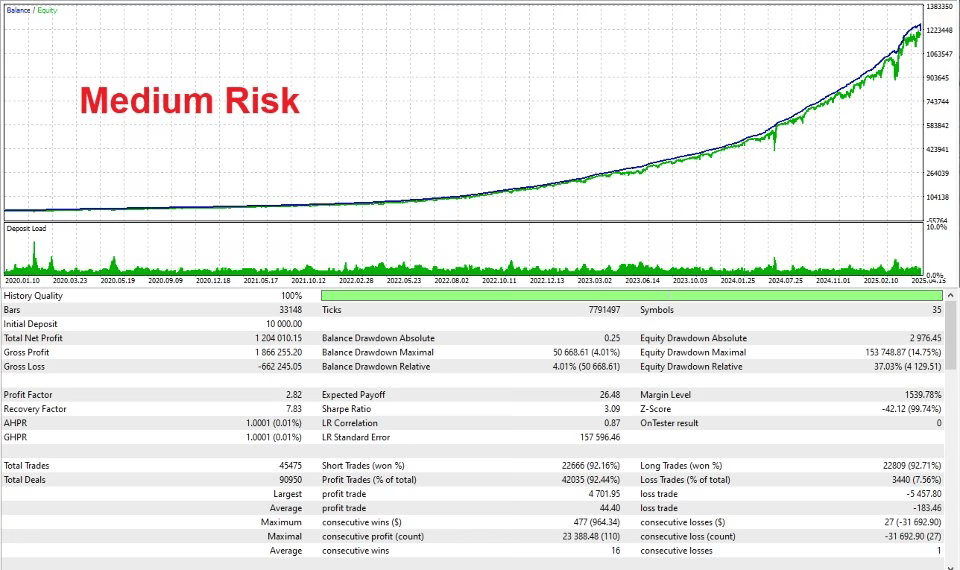 Balance / Equity
1383350
1223448
1063547
903645
743744
583842
423941
264039
104138
-55764
Medium Risk
Deposit Load
10.0%
0.0%
2020.01.10 2020.03.13 2020.05.19 2020.09.09 2020.12.18 2021.05.17 2021.10.12 2022.02.28 2022.05.23 2022.08.22 2022.11.11 2022.12.13 2023.03.03 2023.06.14 2023.10.03 2024.01.25 2024.07.25 2024.11.01 2025.02.10 2025.04.15
History Quality 100%
Bars 33148 Ticks 7791497 Symbols 35
Initial Deposit 10 000.00
Total Net Profit 1 204 010.15 Balance Drawdown Absolute 0.25 Equity Drawdown Absolute 2 976.45
Gross Profit 1 866 255.20 Balance Drawdown Maximal 50 668.61 (4.01%) Equity Drawdown Maximal 153 748.87 (14.75%)
Gross Loss -662 245.05 Balance Drawdown Relative 4.01% (50 668.61) Equity Drawdown Relative 37.03% (4 129.51)
Profit Factor 2.82 Expected Payoff 26.48 Margin Level 1539.78%
Recovery Factor 7.83 Sharpe Ratio 3.09 Z-Score -42.12 (99.74%)
AHPR 1.0001 (0.01%) LR Correlation 0.87 OnTester result 0
GHPR 1.0001 (0.01%) LR Standard Error 157 596.46
Total Trades 45475 Short Trades (won %) 22666 (92.16%) Long Trades (won %) 22809 (92.71%)
Total Deals 90950 Profit Trades (% of total) 42035 (92.44%) Loss Trades (% of total) 3440 (7.56%)
Largest profit trade 4 701.95 loss trade -5 457.80
Average profit trade 44.40 loss trade -183.46
Maximum consecutive wins ($) 477 (964.34) consecutive losses ($) 27 (-31 692.90)
Maximal consecutive profit (count) 23 388.48 (110) consecutive loss (count) -31 692.90 (27)
Average consecutive wins 16 consecutive losses 1